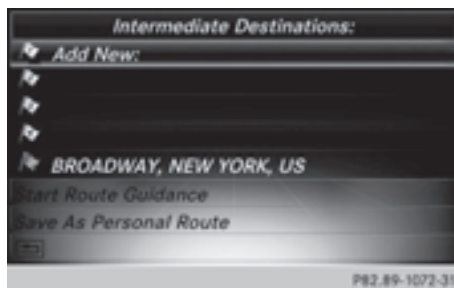 Intermediate Destinations:
Add New:
BROADWAY, NEW YORK, US
Start Route Guidance
Save As Personal Route
P82.89-1072-31